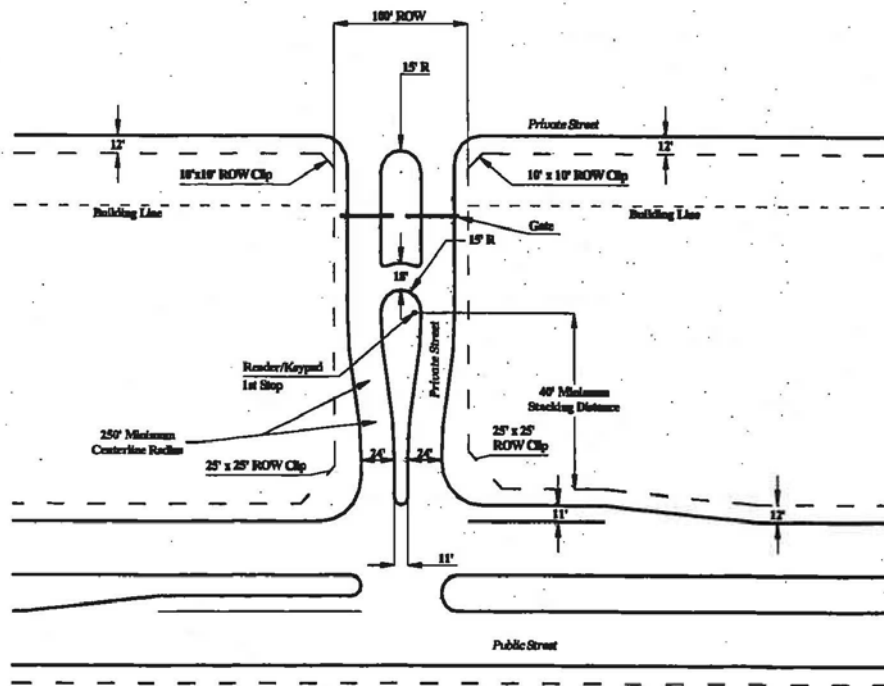 100' ROW
15' R
Private Street
12'
12'
10'x10' ROW Clip
10' x 10' ROW Clip
Building Line
Building Line
Gate
15' R
18'
Private Street
Reader/Keypad
1st Stop
40' Minimum
Stacking Distance
250' Minimum
Centerline Radius
24'
24'
25' x 25'
ROW Clip
25' x 25' ROW Clip
11'
12'
11'
Public Street